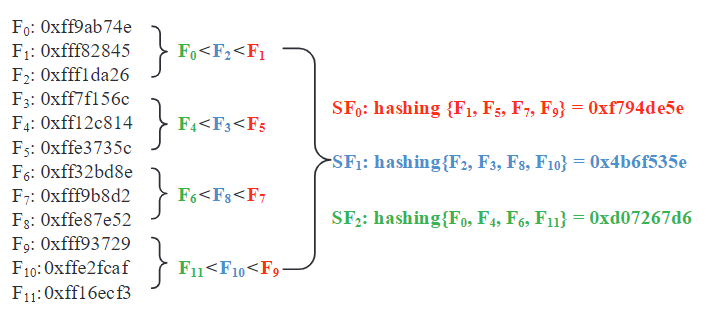 F₀: 0xff9ab74e
F₁: 0xfff82845
F₂: 0xfff1da26
F₀<F₂<F₁
F₃: 0xff7f156c
F₄: 0xff12c814
F₅: 0xffe3735c
F₄<F₃<F₅
F₆: 0xff32bd8e
F₇: 0xfff9b8d2
F₈: 0xffe87e52
F₆<F₈<F₇
F₉: 0xfff93729
F₁₀: 0xffe2fcaf
F₁₁: 0xff16ecf3
F₁₁<F₁₀<F₉
SF₀: hashing {F₁, F₅, F₇, F₉} = 0xf794de5e
SF₁: hashing{F₂, F₃, F₈, F₁₀} = 0x4b6f535e
SF₂: hashing{F₀, F₄, F₆, F₁₁} = 0xd07267d6